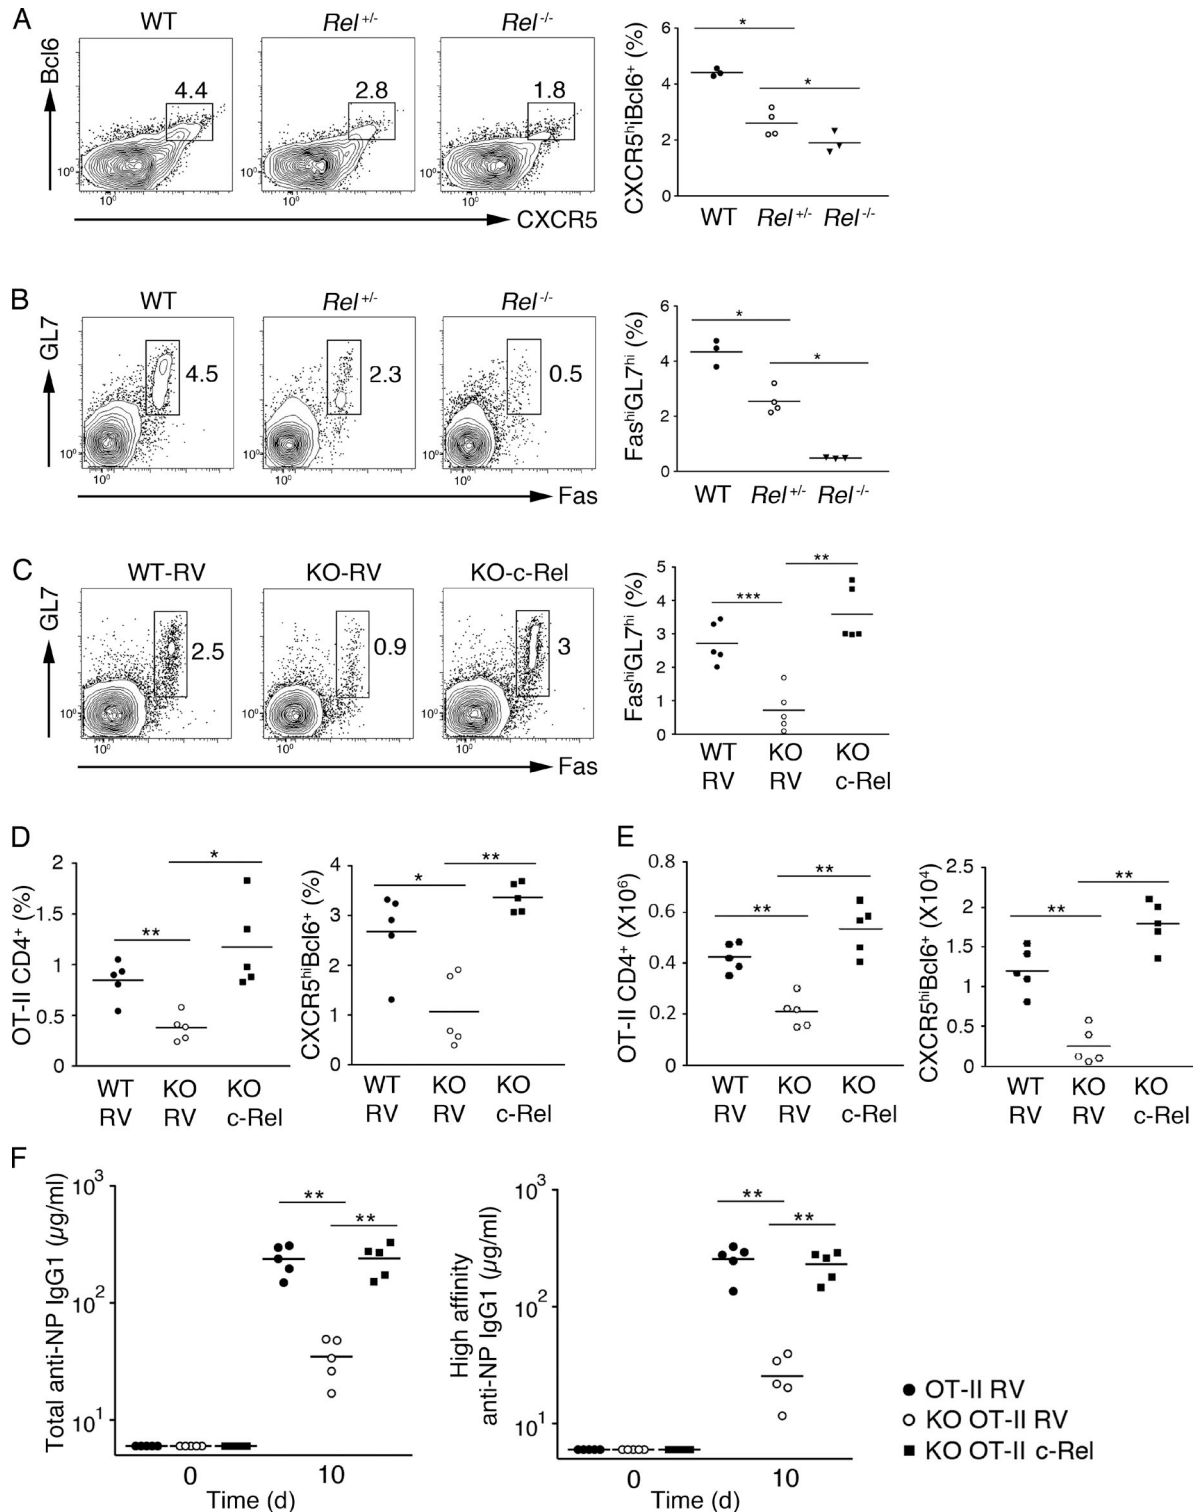 A
WT
Rel+/-
Rel-/-
Bcl6
4.4
2.8
1.8
10⁰
10⁰
10⁰
10⁰
CXCR5
CXCR5hiBcl6+ (%)
6
4
2
0
*
*
WT Rel+/- Rel-/-
B
WT
Rel+/-
Rel-/-
GL7
4.5
2.3
0.5
10⁰
10⁰
10⁰
10⁰
Fas
FashiGL7hi (%)
6
4
2
0
*
*
WT Rel+/- Rel-/-
C
WT-RV
KO-RV
KO-c-Rel
GL7
2.5
0.9
3
10⁰
10⁰
10⁰
10⁰
Fas
FashiGL7hi (%)
5
4
3
2
1
0
***
**
WT KO KO
RV RV c-Rel
D
OT-II CD4+ (%)
2
1.5
1
0.5
0
**
*
WT KO KO
RV RV c-Rel
CXCR5hiBcl6+ (%)
4
3
2
1
0
*
**
WT KO KO
RV RV c-Rel
E
OT-II CD4+ (X10⁶)
0.8
0.6
0.4
0.2
0
**
**
WT KO KO
RV RV c-Rel
CXCR5hiBcl6+ (X10⁴)
2.5
2
1.5
1
0.5
0
**
**
WT KO KO
RV RV c-Rel
F
Total anti-NP IgG1 (µg/ml)
10³
10²
10¹
**
**
0 10
Time (d)
High affinity
anti-NP IgG1 (µg/ml)
10³
10²
10¹
**
**
0 10
Time (d)
OT-II RV
KO OT-II RV
KO OT-II c-Rel